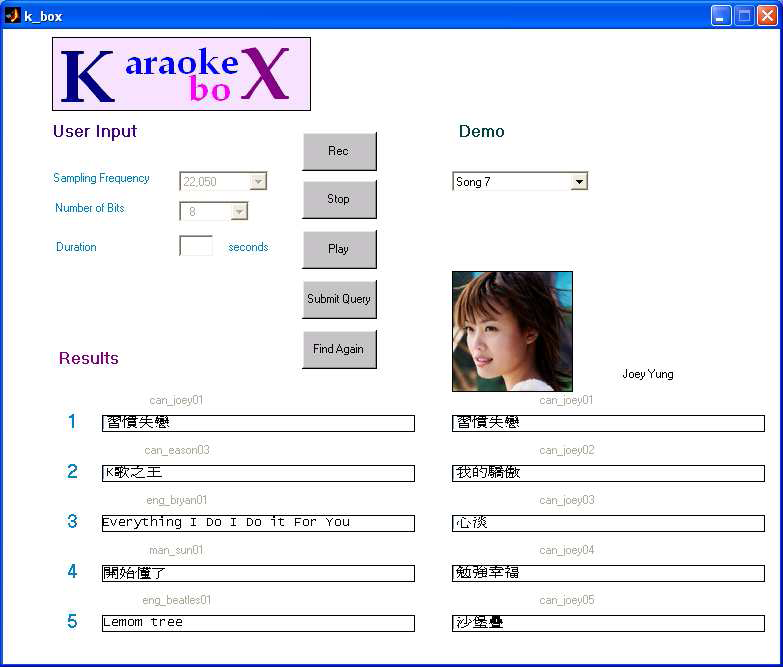 k_box
Karaoke boX
User Input
Demo
Rec
Sampling Frequency 22,050
Song 7
Stop
Number of Bits 8
Duration seconds
Play
Submit Query
Find Again
Results
Joey Yung
can_joey01 can_joey01
1 習慣失戀 習慣失戀
can_eason03 can_joey02
2 K歌之王 我的驕傲
eng_bryan01 can_joey03
3 Everything I Do I Do it For You 心淡
man_sun01 can_joey04
4 開始懂了 勉強幸福
eng_beatles01 can_joey05
5 Lemom tree 沙堡疊